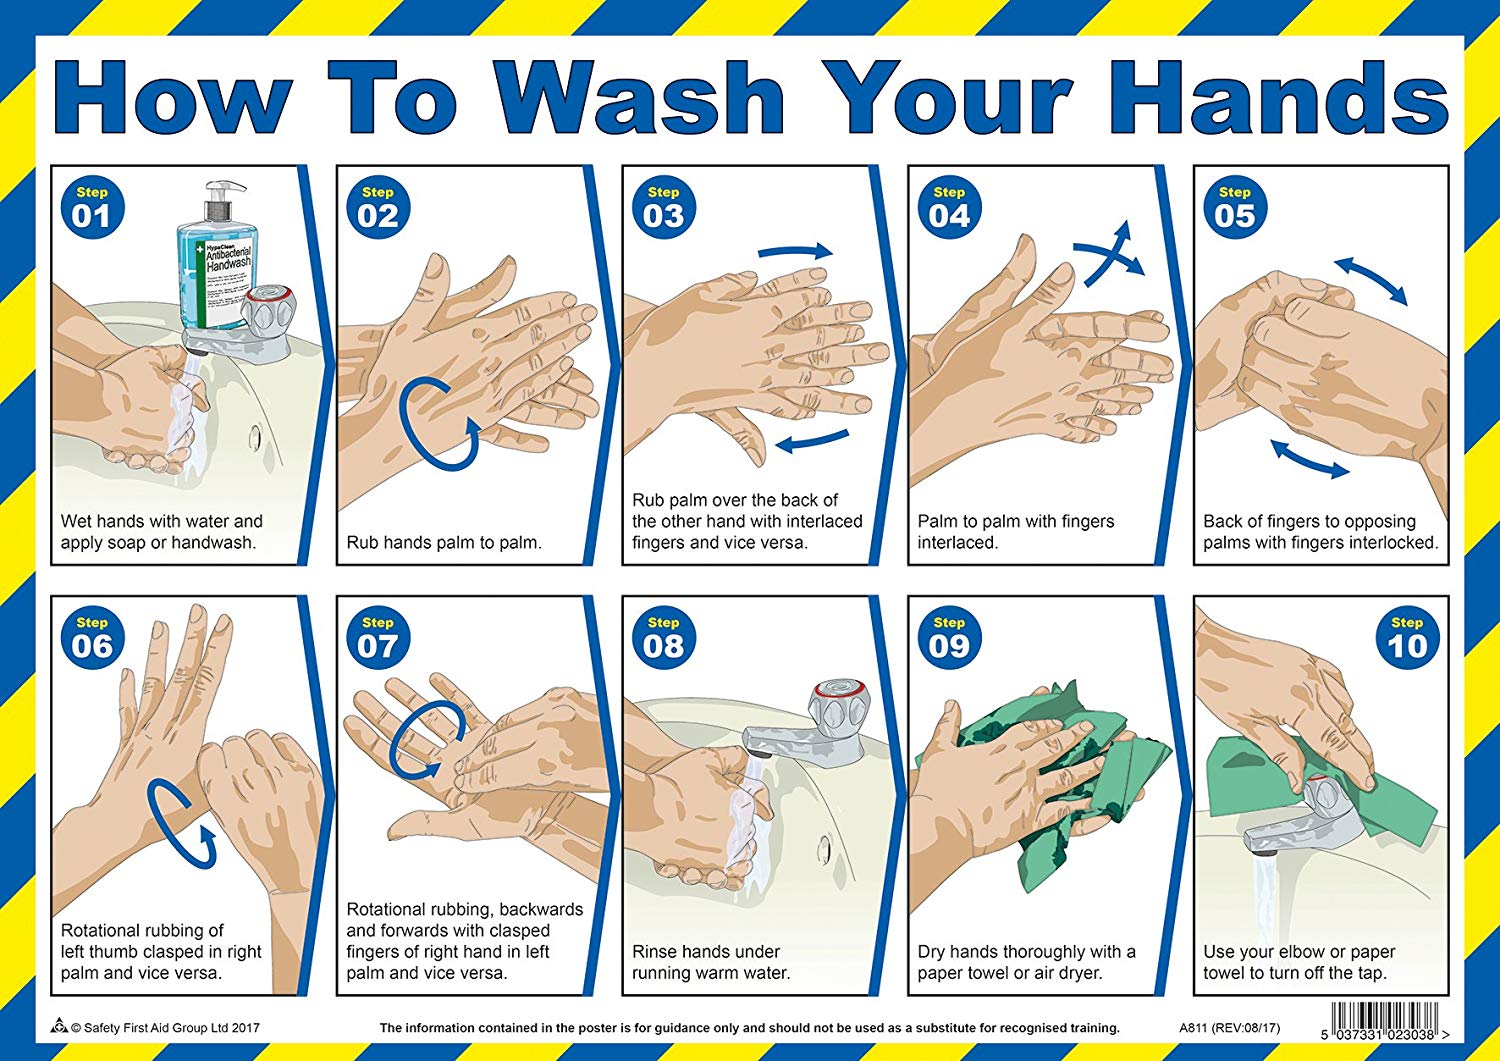 How To Wash Your Hands
Step
01
HypaClean
Antibacterial
Handwash
Wet hands with water and
apply soap or handwash.
Step
02
Rub hands palm to palm.
Step
03
Rub palm over the back of
the other hand with interlaced
fingers and vice versa.
Step
04
Palm to palm with fingers
interlaced.
Step
05
Back of fingers to opposing
palms with fingers interlocked.
Step
06
Rotational rubbing of
left thumb clasped in right
palm and vice versa.
Step
07
Rotational rubbing, backwards
and forwards with clasped
fingers of right hand in left
palm and vice versa.
Step
08
Rinse hands under
running warm water.
Step
09
Dry hands thoroughly with a
paper towel or air dryer.
Step
10
Use your elbow or paper
towel to turn off the tap.
© Safety First Aid Group Ltd 2017
The information contained in the poster is for guidance only and should not be used as a substitute for recognised training.
A811 (REV:08/17)
5 037331 023038 >